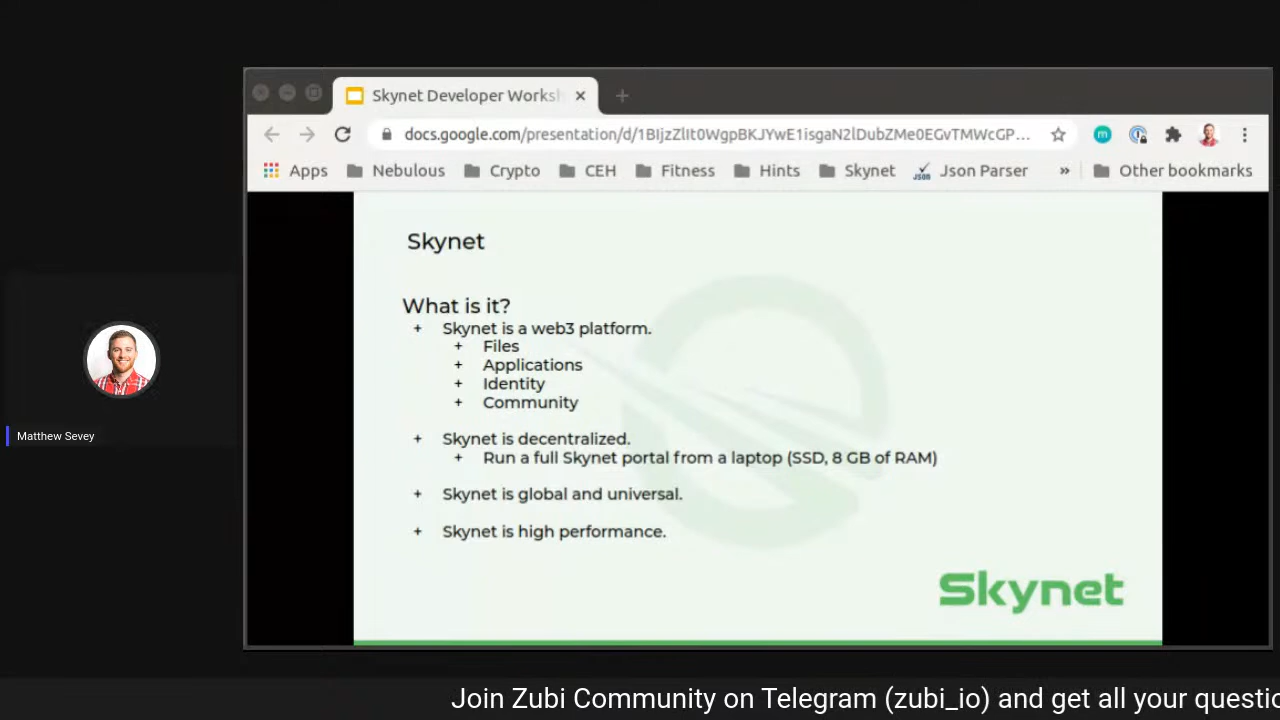 Skynet Developer Worksh
docs.google.com/presentation/d/1BIjzZlIt0WgpBKJYwE1isgaN2lDubZMe0EGvTMWcGP...
Apps Nebulous Crypto CEH Fitness Hints Skynet Json Parser » Other bookmarks
Skynet
What is it?
+ Skynet is a web3 platform.
+ Files
+ Applications
+ Identity
+ Community
+ Skynet is decentralized.
+ Run a full Skynet portal from a laptop (SSD, 8 GB of RAM)
+ Skynet is global and universal.
+ Skynet is high performance.
Skynet
Matthew Sevey
Join Zubi Community on Telegram (zubi_io) and get all your questio